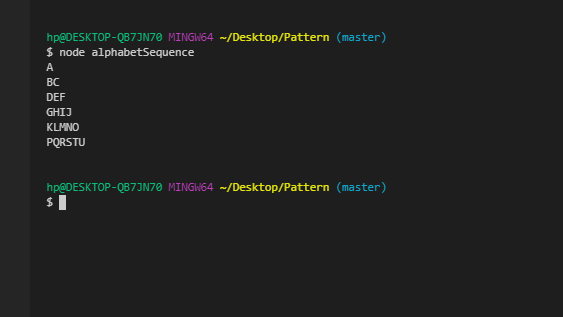 hp@DESKTOP-QB7JN70 MINGW64 ~/Desktop/Pattern (master)
$ node alphabetSequence
A
BC
DEF
GHIJ
KLMNO
PQRSTU
hp@DESKTOP-QB7JN70 MINGW64 ~/Desktop/Pattern (master)
$